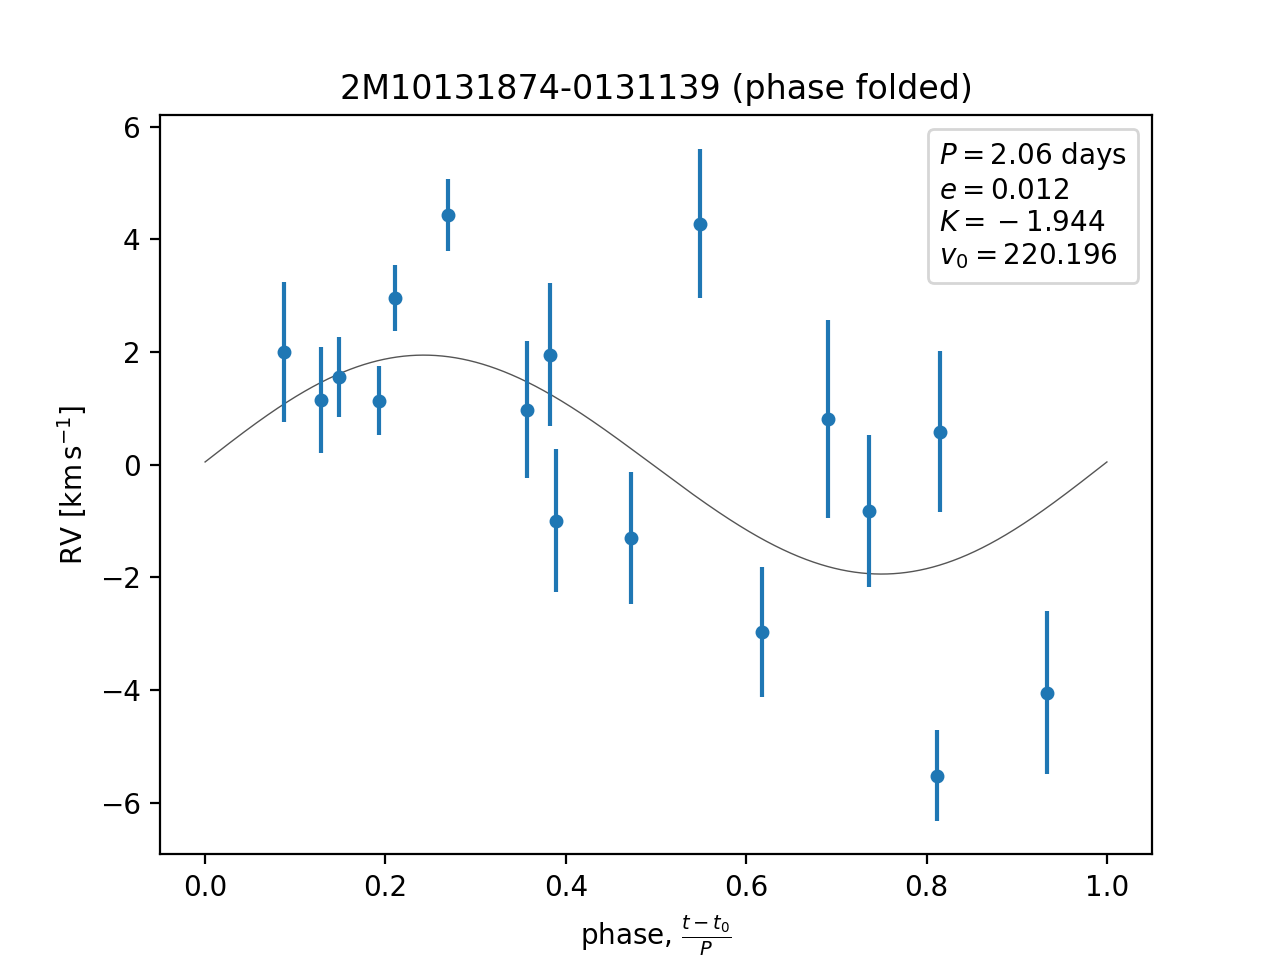 2M10131874-0131139 (phase folded)
P = 2.06 days
e = 0.012
K = −1.944
v₀ = 220.196
6
4
2
0
−2
−4
−6
RV [km s⁻¹]
0.0 0.2 0.4 0.6 0.8 1.0
phase, (t − t₀)/P